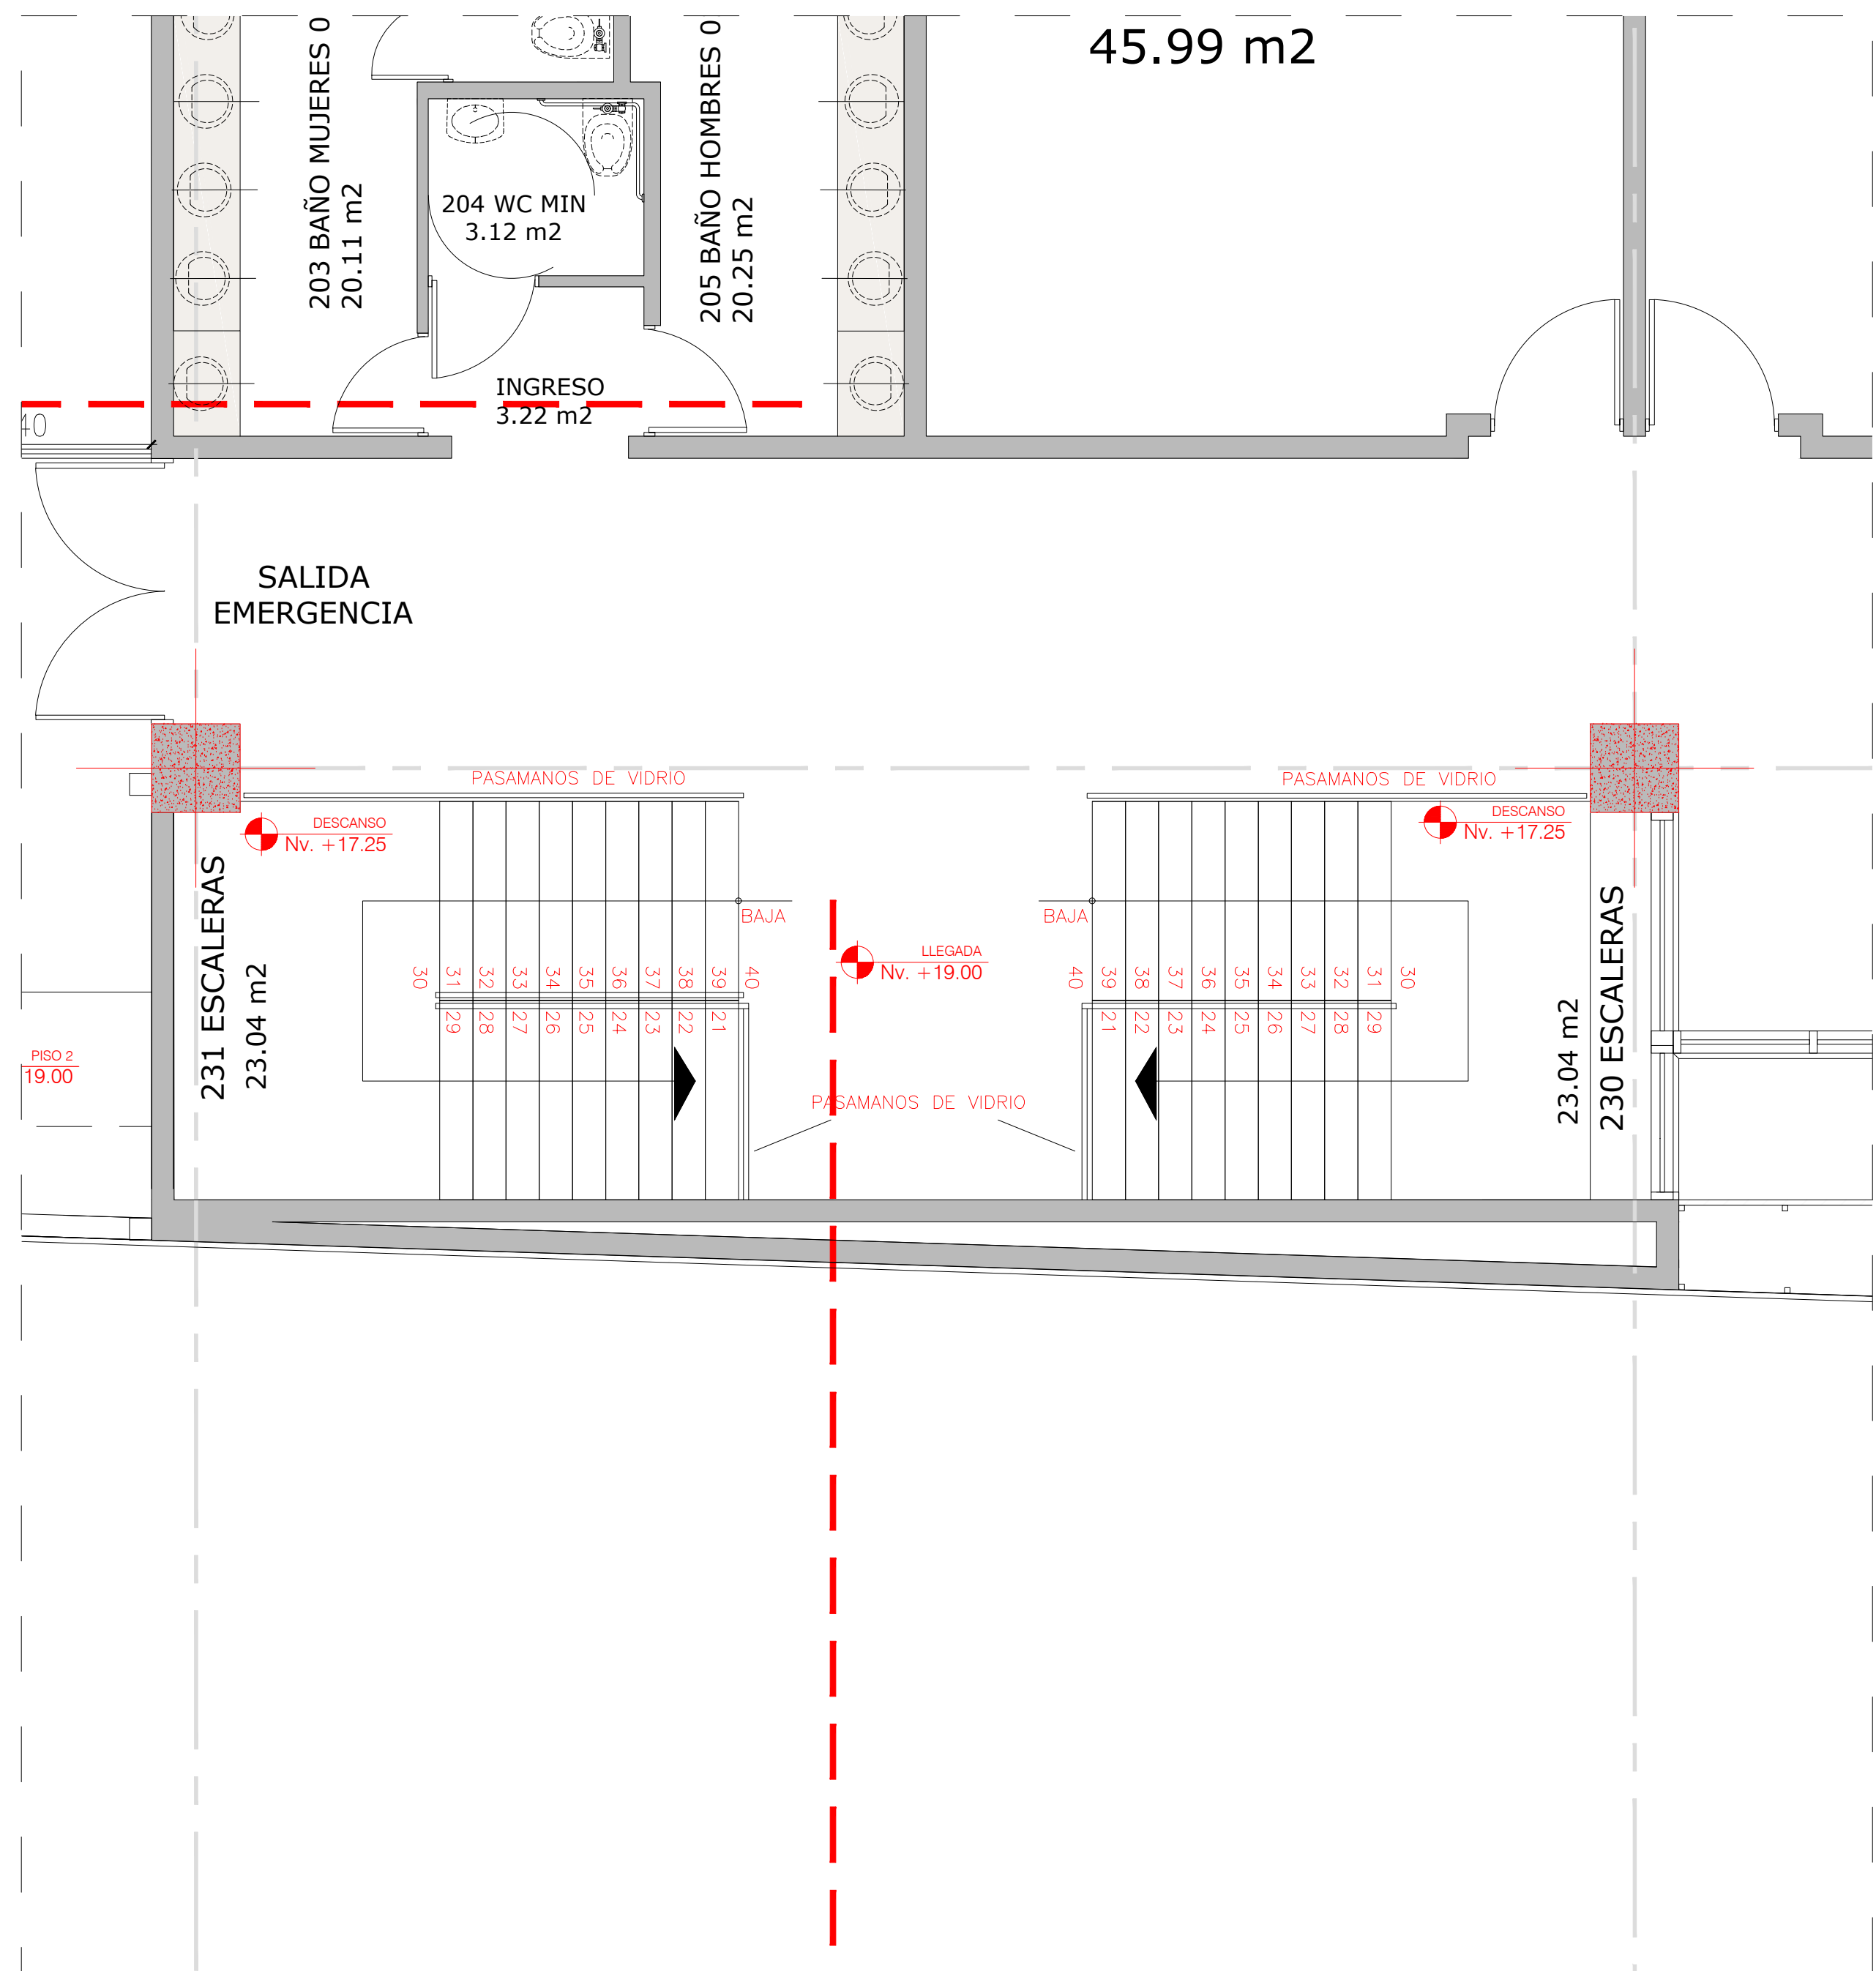 45.99 m2
203 BAÑO MUJERES 0
20.11 m2
204 WC MIN
3.12 m2
205 BAÑO HOMBRES 0
20.25 m2
INGRESO
3.22 m2
40
SALIDA
EMERGENCIA
PASAMANOS DE VIDRIO
PASAMANOS DE VIDRIO
DESCANSO
Nv. +17.25
DESCANSO
Nv. +17.25
231 ESCALERAS
23.04 m2
BAJA
BAJA
LLEGADA
Nv. +19.00
30 31 32 33 34 35 36 37 38 39 40
29 28 27 26 25 24 23 22 21
40 39 38 37 36 35 34 33 32 31 30
21 22 23 24 25 26 27 28 29
23.04 m2
230 ESCALERAS
PISO 2
19.00
PASAMANOS DE VIDRIO